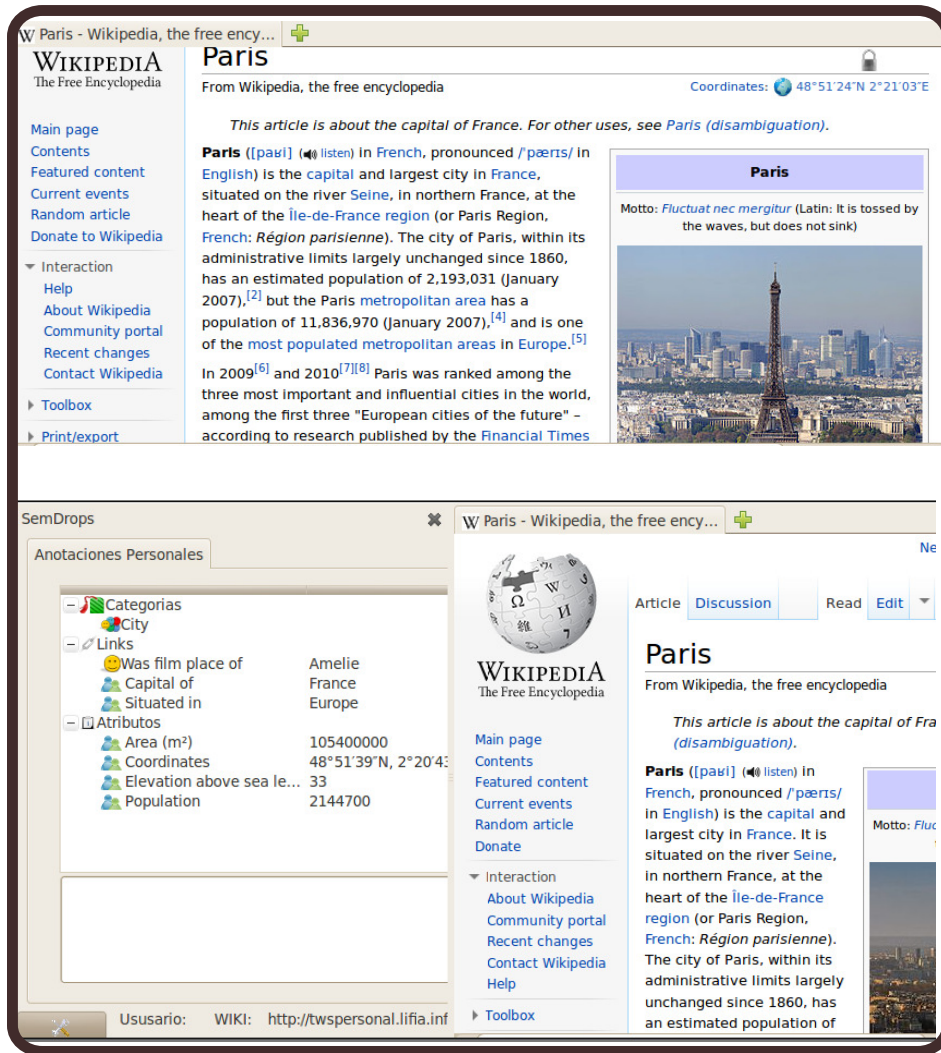 W Paris - Wikipedia, the free ency...
WIKIPEDIA
The Free Encyclopedia
Main page
Contents
Featured content
Current events
Random article
Donate to Wikipedia
Interaction
Help
About Wikipedia
Community portal
Recent changes
Contact Wikipedia
Toolbox
Print/export
Paris
From Wikipedia, the free encyclopedia
Coordinates: 48°51′24″N 2°21′03″E
This article is about the capital of France. For other uses, see Paris (disambiguation).
Paris ([paʁi] (listen) in French, pronounced /ˈpærɪs/ in
English) is the capital and largest city in France,
situated on the river Seine, in northern France, at the
heart of the Île-de-France region (or Paris Region,
French: Région parisienne). The city of Paris, within its
administrative limits largely unchanged since 1860,
has an estimated population of 2,193,031 (January
2007),[2] but the Paris metropolitan area has a
population of 11,836,970 (January 2007),[4] and is one
of the most populated metropolitan areas in Europe.[5]
In 2009[6] and 2010[7][8] Paris was ranked among the
three most important and influential cities in the world,
among the first three "European cities of the future" –
according to research published by the Financial Times
Paris
Motto: Fluctuat nec mergitur (Latin: It is tossed by
the waves, but does not sink)
SemDrops
Anotaciones Personales
Categorias
City
Links
Was film place of Amelie
Capital of France
Situated in Europe
Atributos
Area (m²) 105400000
Coordinates 48°51′39″N, 2°20′43
Elevation above sea le... 33
Population 2144700
Ususario: WIKI: http://twspersonal.lifia.inf
W Paris - Wikipedia, the free ency...
Ne
Article Discussion Read Edit
WIKIPEDIA
The Free Encyclopedia
Main page
Contents
Featured content
Current events
Random article
Donate
Interaction
About Wikipedia
Community portal
Recent changes
Contact Wikipedia
Help
Toolbox
Paris
From Wikipedia, the free encyclopedia
This article is about the capital of Fra
(disambiguation).
Paris ([paʁi] (listen) in
French, pronounced /ˈpærɪs/
in English) is the capital and
largest city in France. It is
situated on the river Seine,
in northern France, at the
heart of the Île-de-France
region (or Paris Region,
French: Région parisienne).
The city of Paris, within its
administrative limits largely
unchanged since 1860, has
an estimated population of
Motto: Fluc